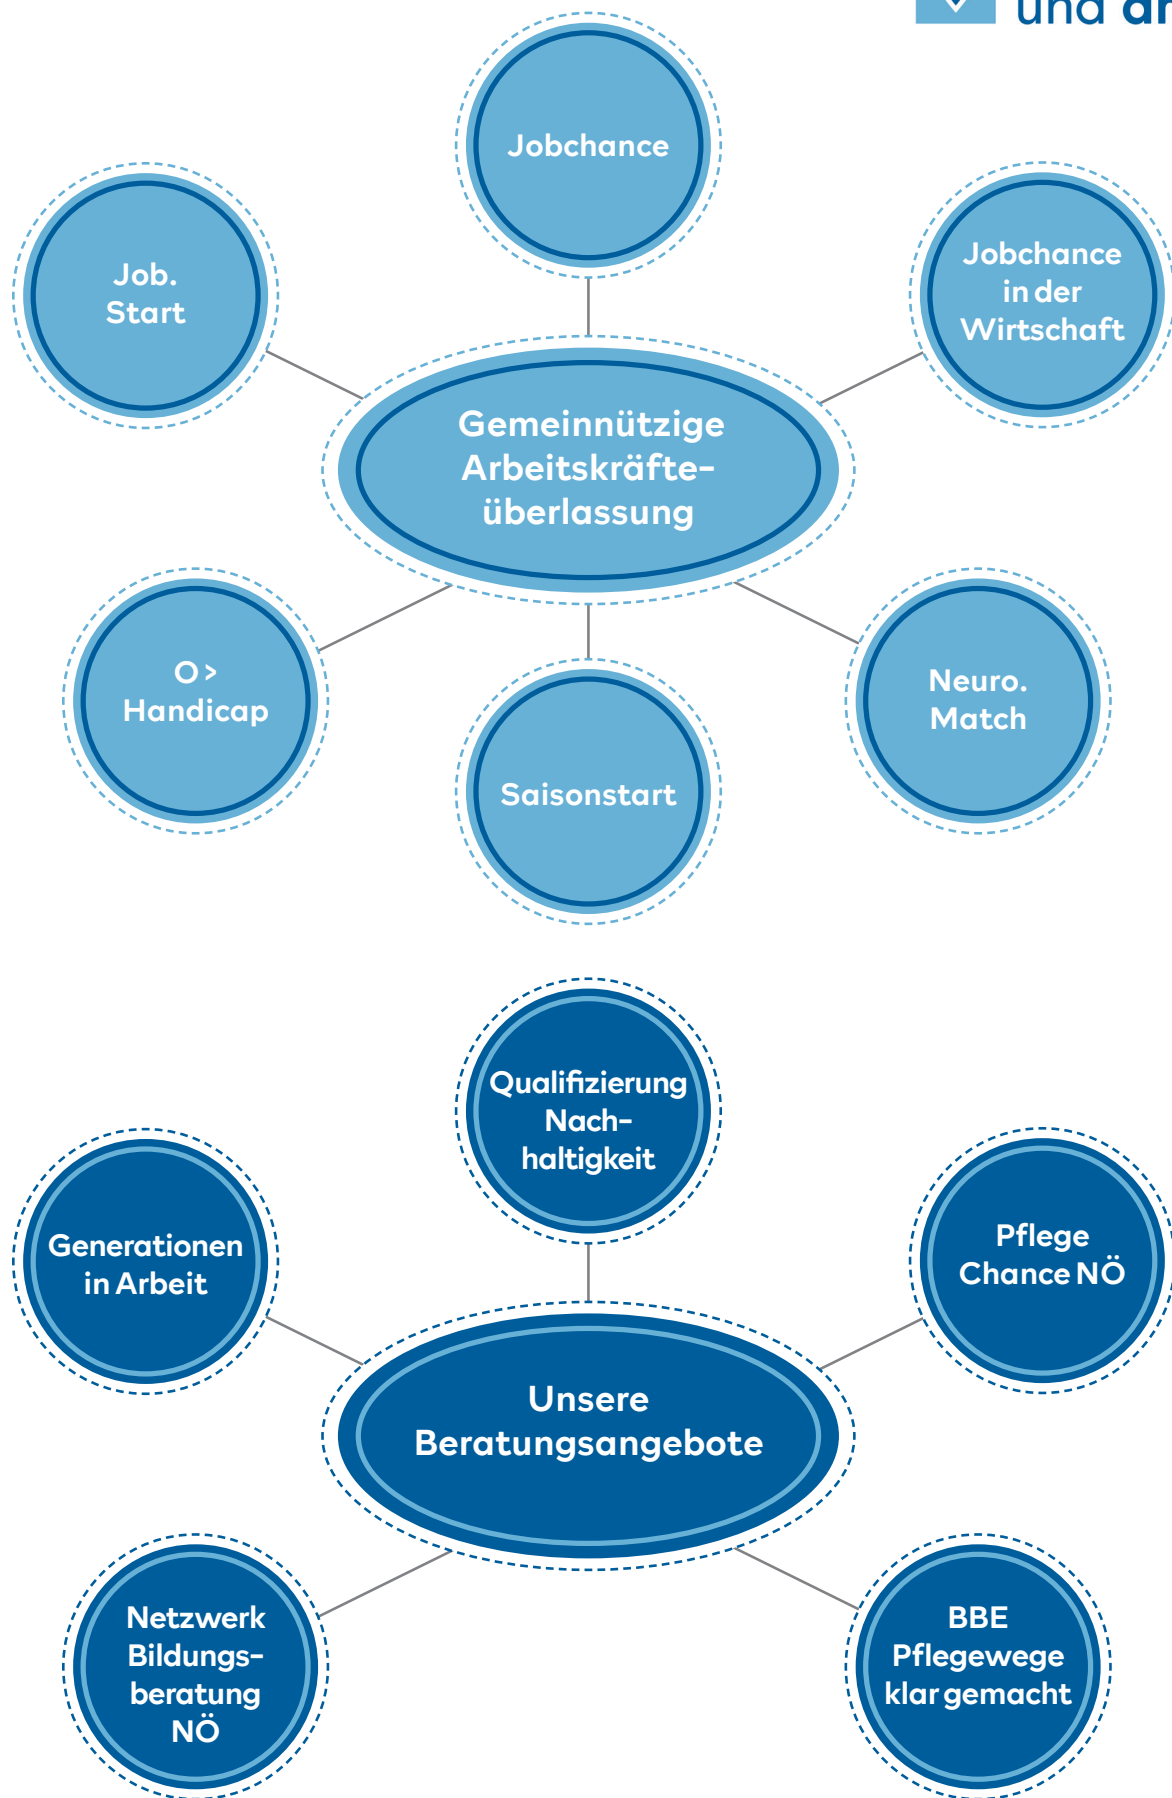 und
Jobchance
Job.
Start
Jobchance
in der
Wirtschaft
Gemeinnützige
Arbeitskräfte-
überlassung
O >
Handicap
Neuro.
Match
Saisonstart
Qualifizierung
Nach-
haltigkeit
Generationen
in Arbeit
Pflege
Chance NÖ
Unsere
Beratungsangebote
Netzwerk
Bildungs-
beratung
NÖ
BBE
Pflegewege
klar gemacht